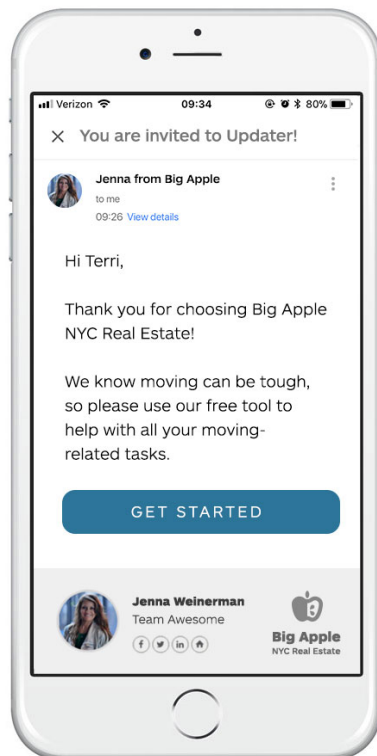 Verizon 09:34 80%
You are invited to Updater!
Jenna from Big Apple
to me
09:26 View details
Hi Terri,
Thank you for choosing Big Apple
NYC Real Estate!
We know moving can be tough,
so please use our free tool to
help with all your moving-
related tasks.
GET STARTED
Jenna Weinerman
Team Awesome
f in
Big Apple
NYC Real Estate